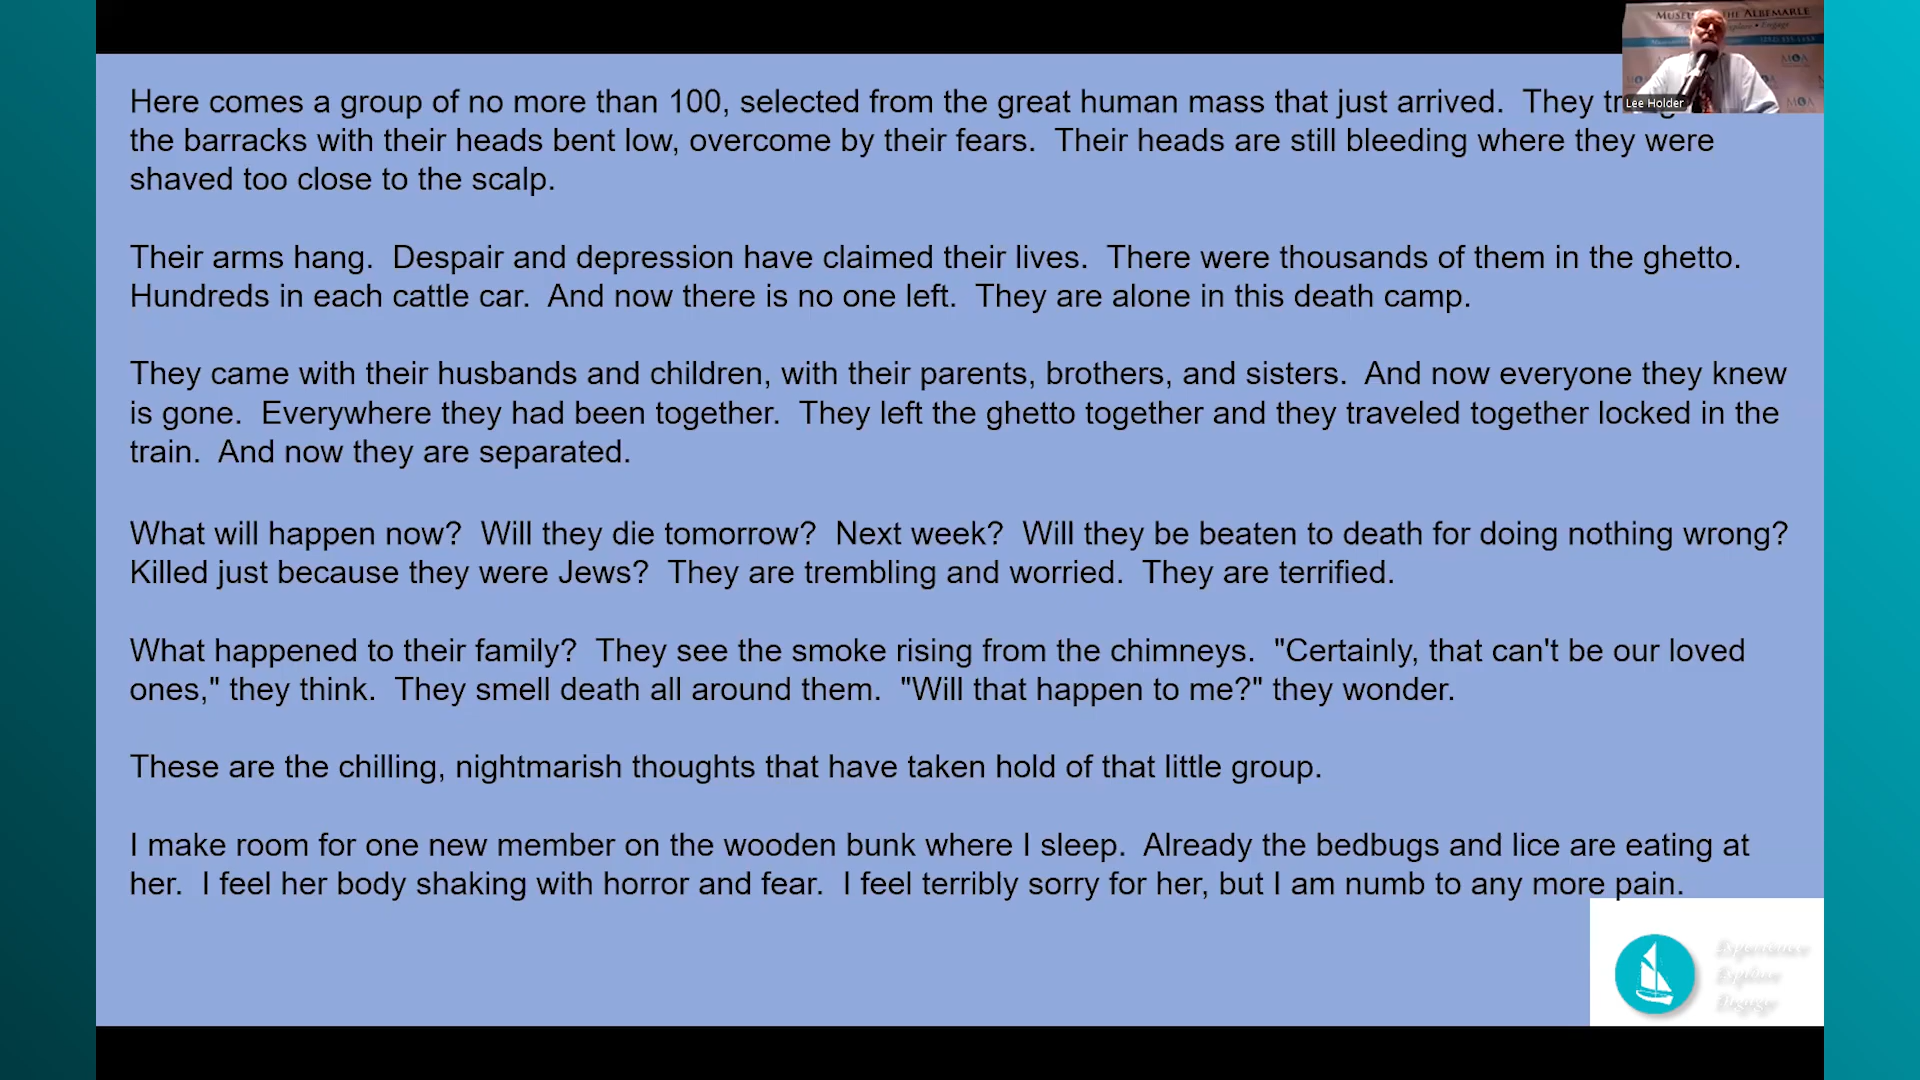 Here comes a group of no more than 100, selected from the great human mass that just arrived. They
the barracks with their heads bent low, overcome by their fears. Their heads are still bleeding where they were
shaved too close to the scalp.
Their arms hang. Despair and depression have claimed their lives. There were thousands of them in the ghetto.
Hundreds in each cattle car. And now there is no one left. They are alone in this death camp.
They came with their husbands and children, with their parents, brothers, and sisters. And now everyone they knew
is gone. Everywhere they had been together. They left the ghetto together and they traveled together locked in the
train. And now they are separated.
What will happen now? Will they die tomorrow? Next week? Will they be beaten to death for doing nothing wrong?
Killed just because they were Jews? They are trembling and worried. They are terrified.
What happened to their family? They see the smoke rising from the chimneys. "Certainly, that can't be our loved
ones," they think. They smell death all around them. "Will that happen to me?" they wonder.
These are the chilling, nightmarish thoughts that have taken hold of that little group.
I make room for one new member on the wooden bunk where I sleep. Already the bedbugs and lice are eating at
her. I feel her body shaking with horror and fear. I feel terribly sorry for her, but I am numb to any more pain.
Albemarle
Engage
MOA
Lee Holder
Experience
Explore
Engage